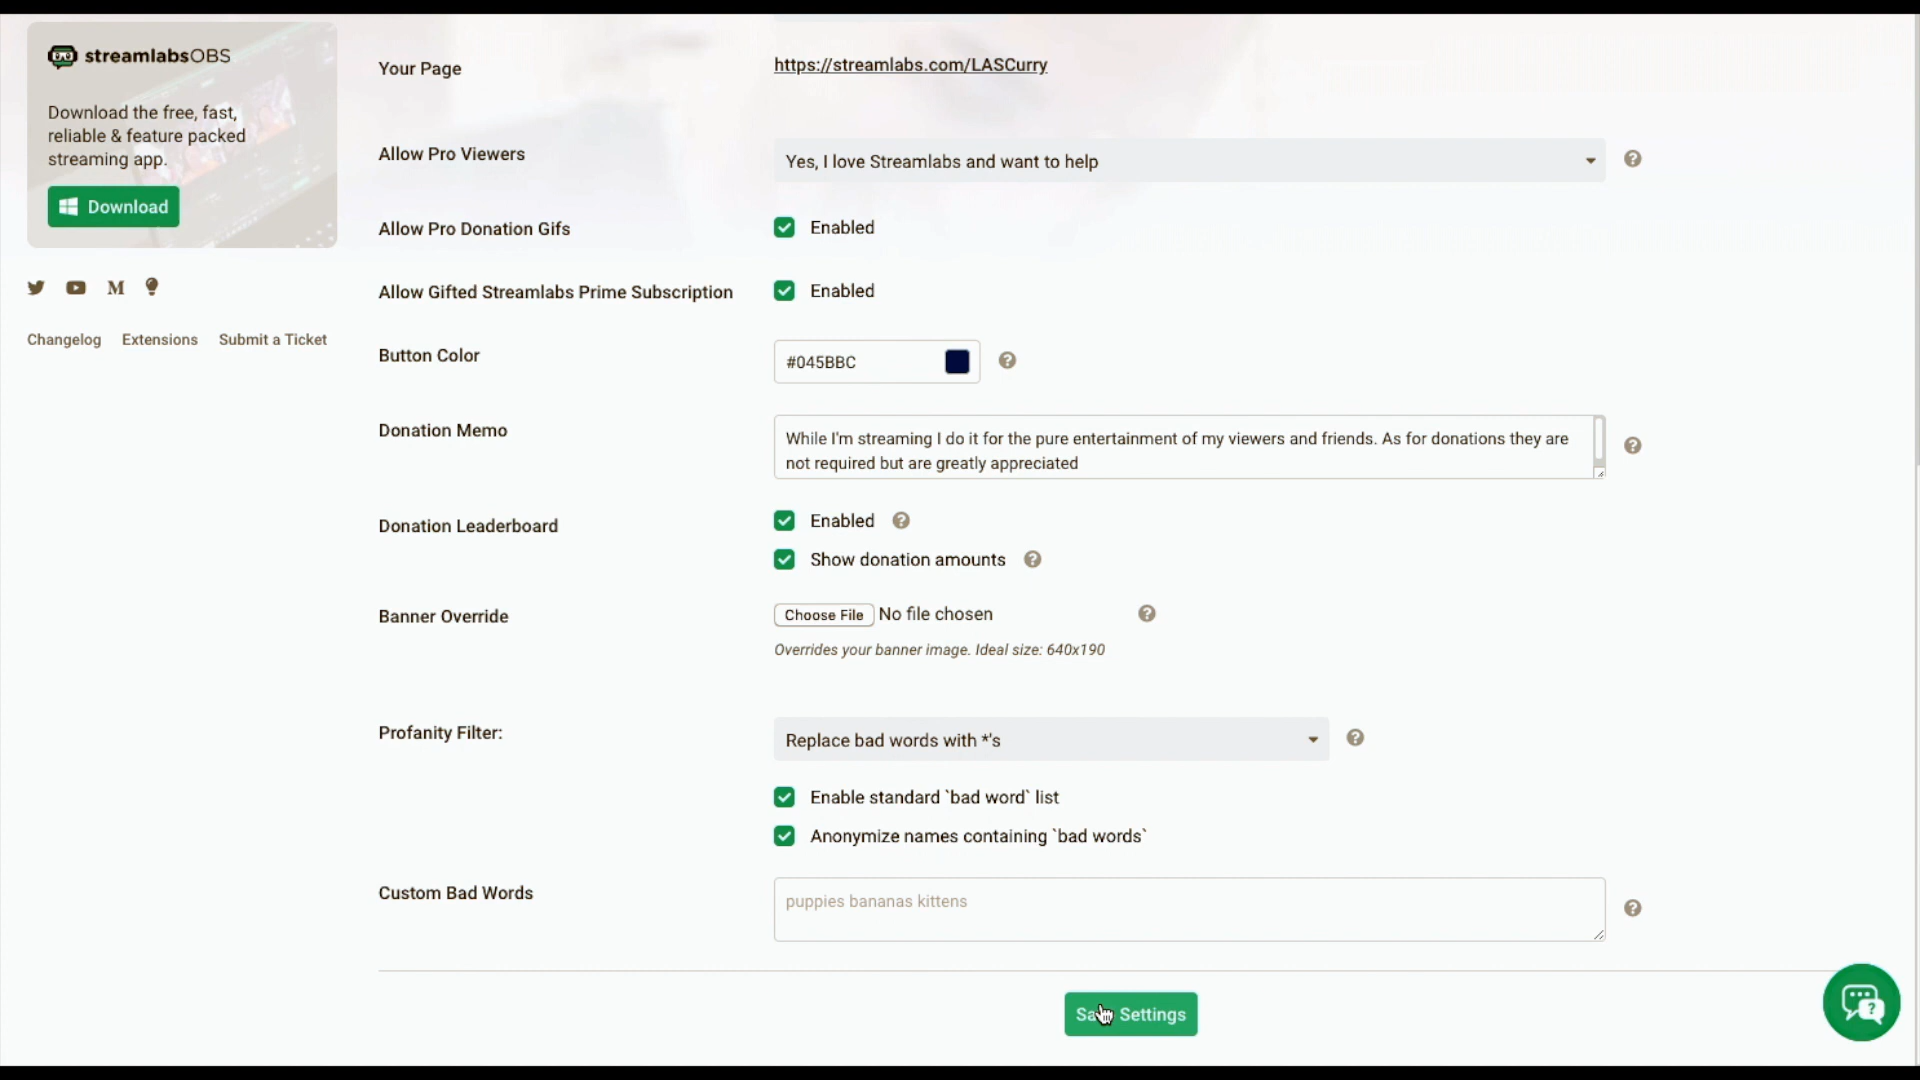 streamlabsOBS
Download the free, fast,
reliable & feature packed
streaming app.
Download
Changelog Extensions Submit a Ticket
Your Page
https://streamlabs.com/LASCurry
Allow Pro Viewers
Yes, I love Streamlabs and want to help
Allow Pro Donation Gifs
Enabled
Allow Gifted Streamlabs Prime Subscription
Enabled
Button Color
#045BBC
Donation Memo
While I'm streaming I do it for the pure entertainment of my viewers and friends. As for donations they are
not required but are greatly appreciated
Donation Leaderboard
Enabled
Show donation amounts
Banner Override
Choose File No file chosen
Overrides your banner image. Ideal size: 640x190
Profanity Filter:
Replace bad words with *'s
Enable standard `bad word` list
Anonymize names containing `bad words`
Custom Bad Words
puppies bananas kittens
Save Settings